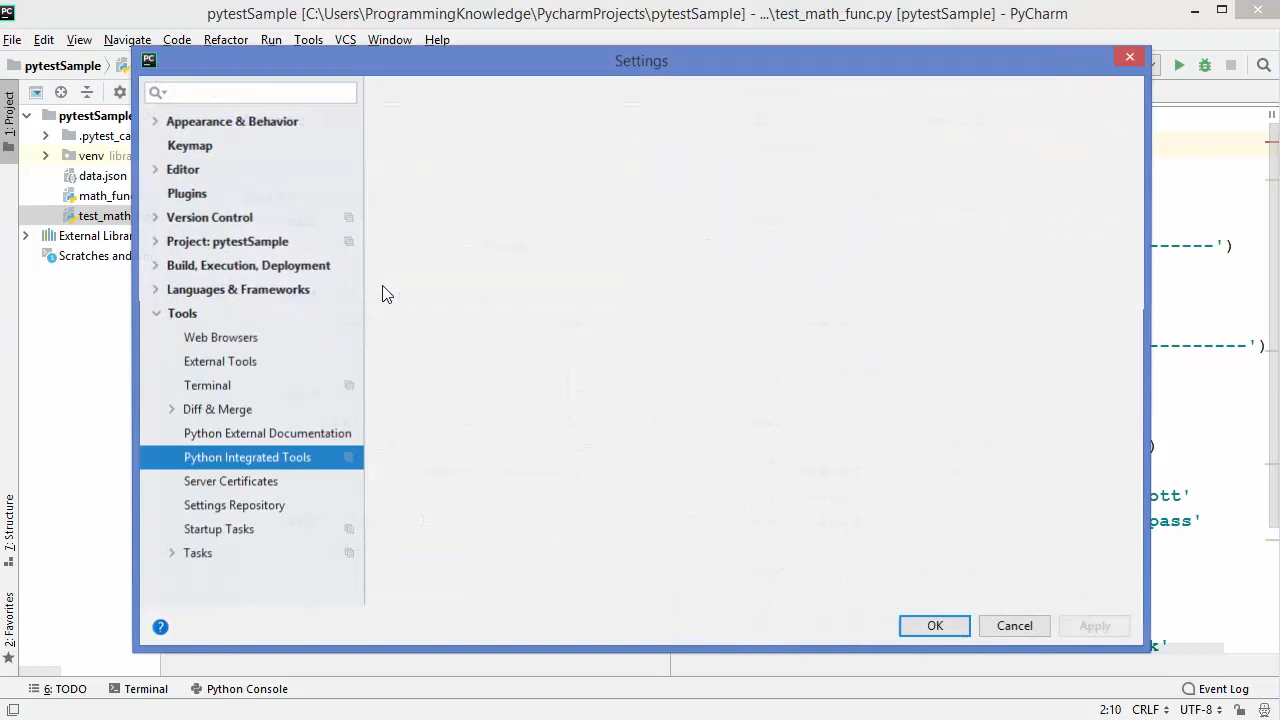 pytestSample [C:\Users\ProgrammingKnowledge\PycharmProjects\pytestSample] - ...\test_math_func.py [pytestSample] - PyCharm
File Edit View Navigate Code Refactor Run Tools VCS Window Help
pytestSample
Settings
1: Project
pytestSample
.pytest_ca
venv libra
data.json
math_func
test_math
External Librar
Scratches and
Appearance & Behavior
Keymap
Editor
Plugins
Version Control
Project: pytestSample
Build, Execution, Deployment
Languages & Frameworks
Tools
Web Browsers
External Tools
Terminal
Diff & Merge
Python External Documentation
Python Integrated Tools
Server Certificates
Settings Repository
Startup Tasks
Tasks
-------')
----------')
)
ott'
pass'
k'
OK Cancel Apply
7: Structure
2: Favorites
6: TODO Terminal Python Console Event Log
2:10 CRLF UTF-8